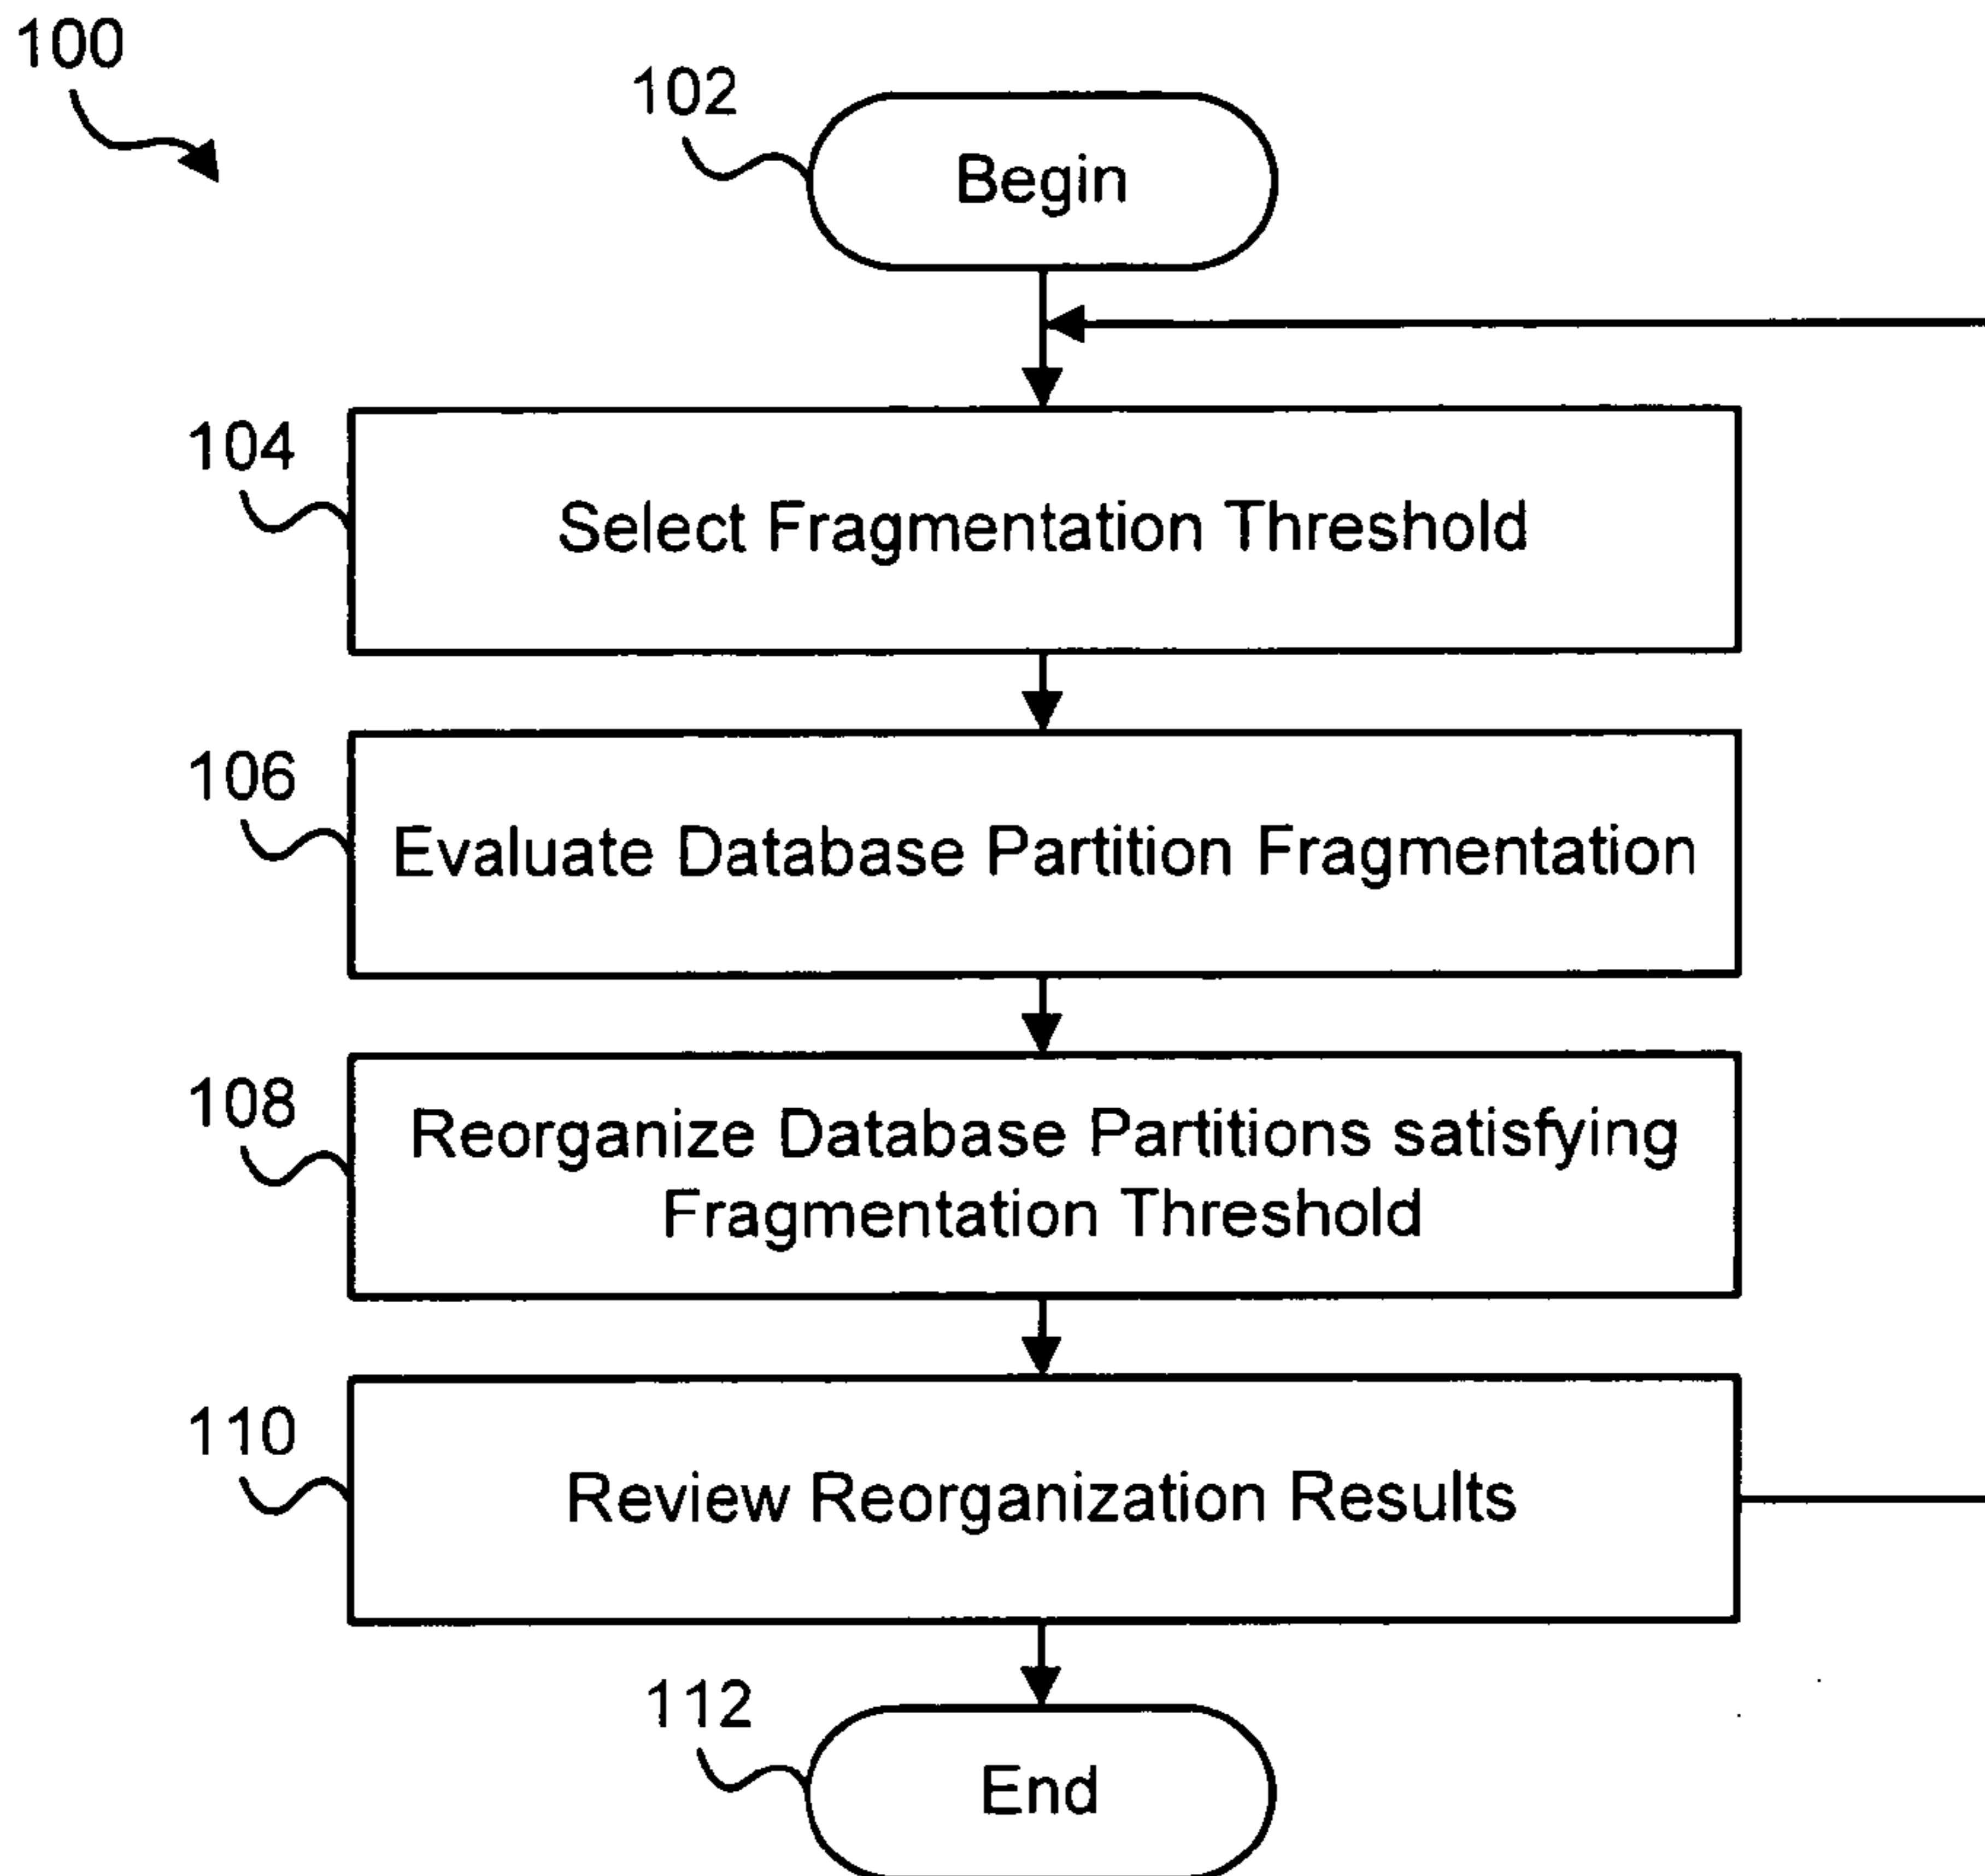 100
102
Begin
104
Select Fragmentation Threshold
106
Evaluate Database Partition Fragmentation
108
Reorganize Database Partitions satisfying
Fragmentation Threshold
110
Review Reorganization Results
112
End